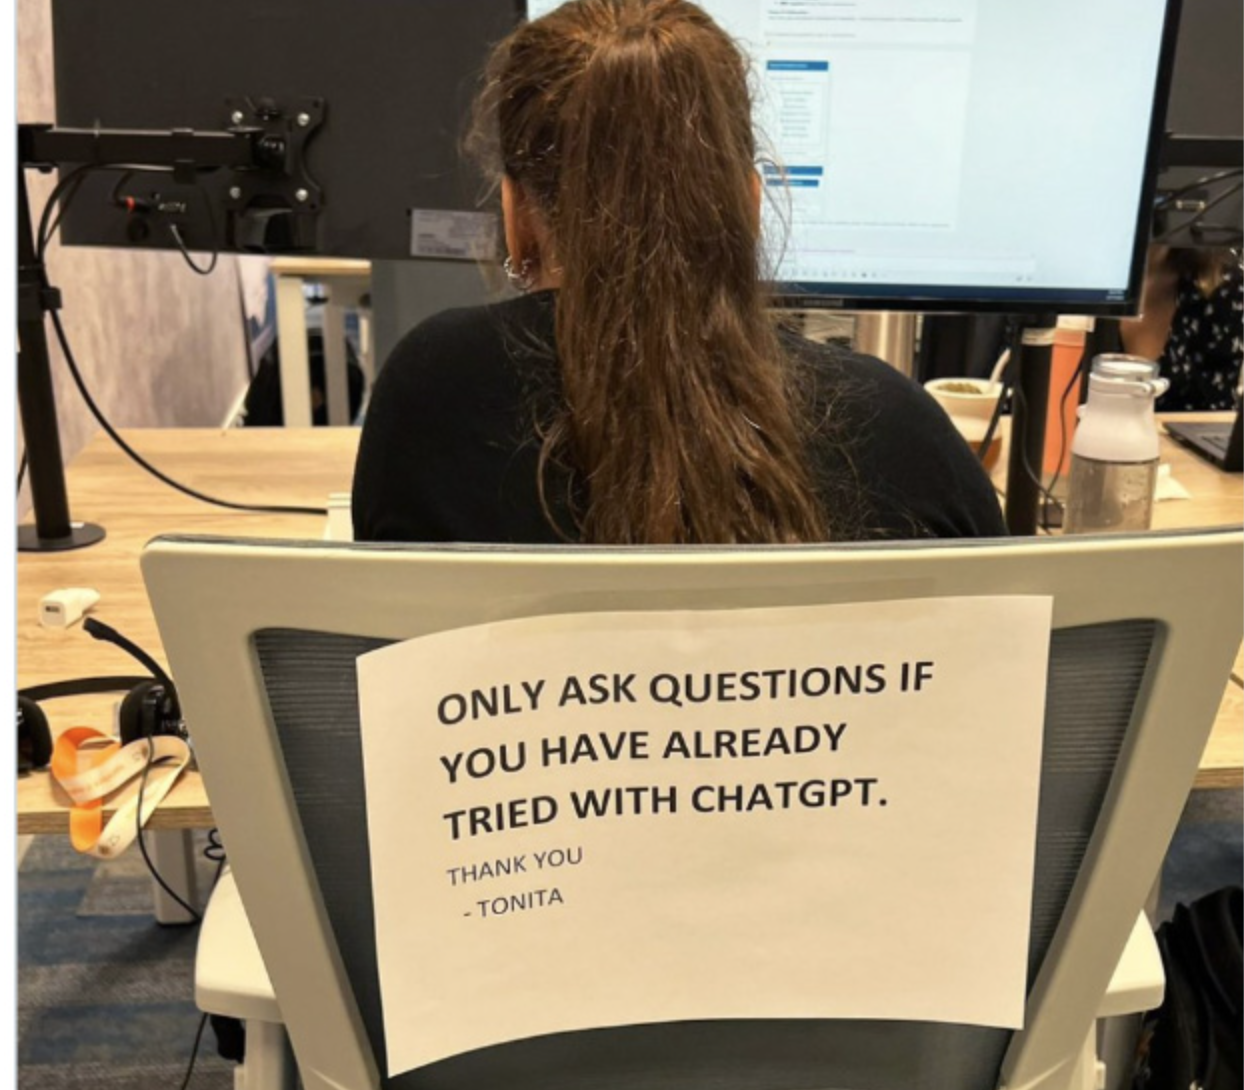 ONLY ASK QUESTIONS IF
YOU HAVE ALREADY
TRIED WITH CHATGPT.
THANK YOU
- TONITA